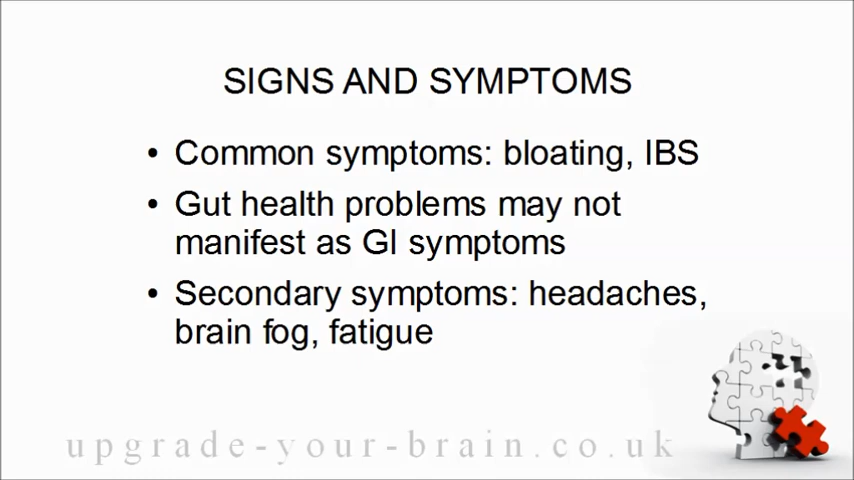 SIGNS AND SYMPTOMS
• Common symptoms: bloating, IBS
• Gut health problems may not
manifest as GI symptoms
• Secondary symptoms: headaches,
brain fog, fatigue
upgrade-your-brain.co.uk